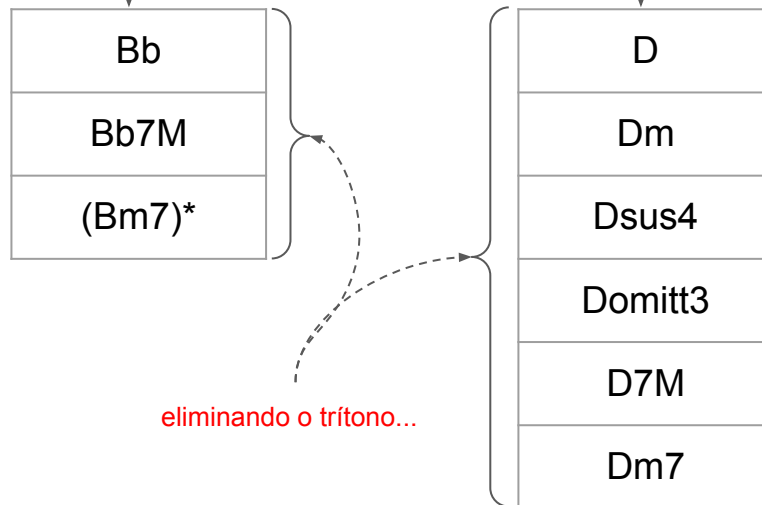 Bb
Bb7M
(Bm7)*
D
Dm
Dsus4
Domitt3
D7M
Dm7
eliminando o trítono...